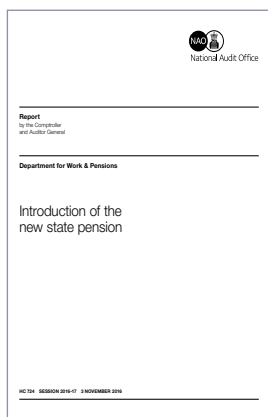 NAO
National Audit Office
Report
by the Comptroller
and Auditor General
Department for Work & Pensions
Introduction of the
new state pension
HC 724 SESSION 2016-17 3 NOVEMBER 2016